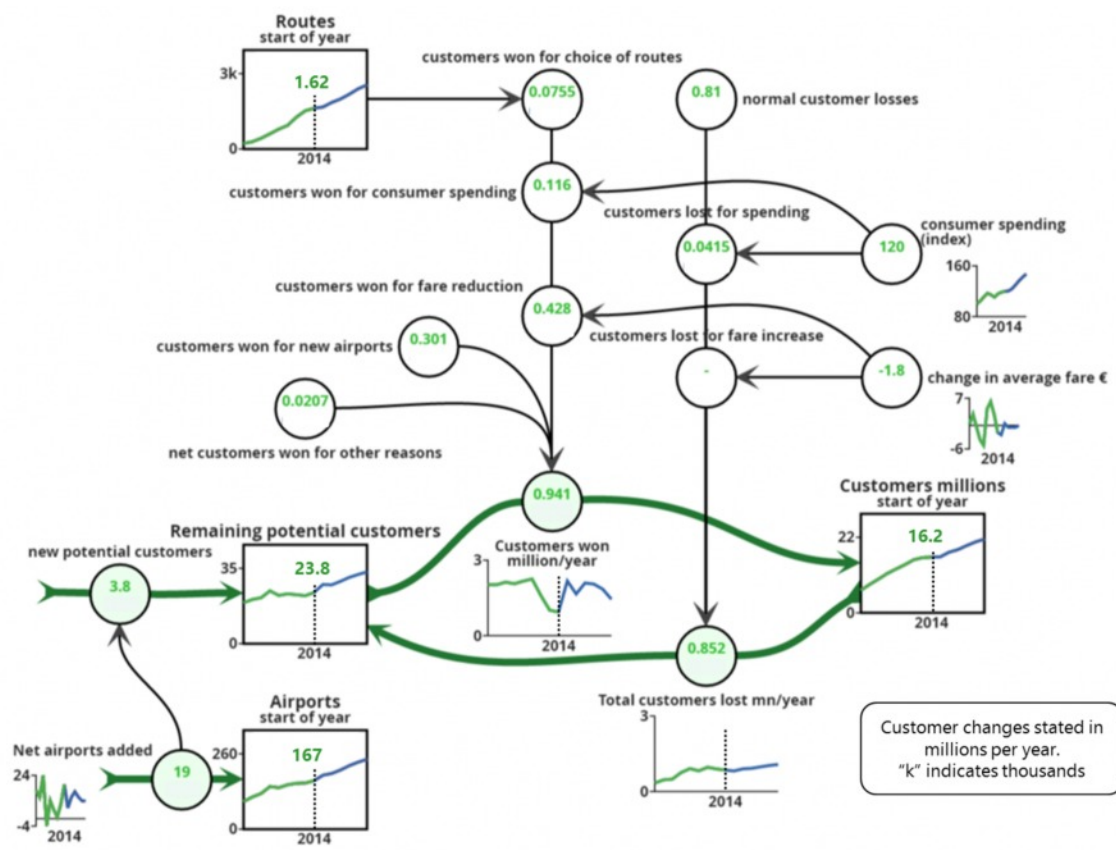 Routes
start of year
3k
1.62
0
2014
customers won for choice of routes
0.0755
0.81
normal customer losses
customers won for consumer spending
0.116
customers lost for spending
0.0415
120
consumer spending
(index)
160
80
2014
customers won for fare reduction
0.428
customers won for new airports
0.301
customers lost for fare increase
-
-1.8
change in average fare €
7
-6
2014
0.0207
net customers won for other reasons
0.941
Customers won
million/year
3
0
2014
Customers millions
start of year
22
16.2
0
2014
Remaining potential customers
35
23.8
0
2014
new potential customers
3.8
0.852
Total customers lost mn/year
3
0
2014
Airports
start of year
260
167
0
2014
Net airports added
24
-4
2014
19
Customer changes stated in
millions per year.
“k” indicates thousands